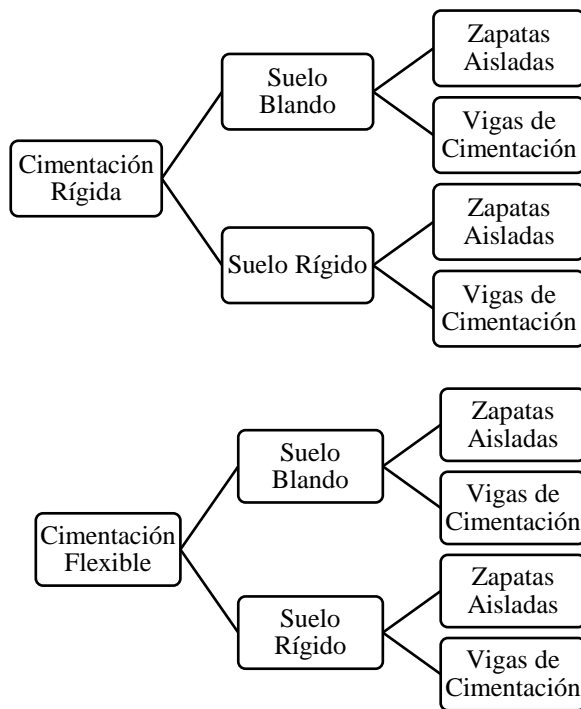 Zapatas
Aisladas
Suelo
Blando
Vigas de
Cimentación
Cimentación
Rígida
Zapatas
Aisladas
Suelo Rígido
Vigas de
Cimentación
Zapatas
Aisladas
Suelo
Blando
Vigas de
Cimentación
Cimentación
Flexible
Zapatas
Aisladas
Suelo
Rígido
Vigas de
Cimentación